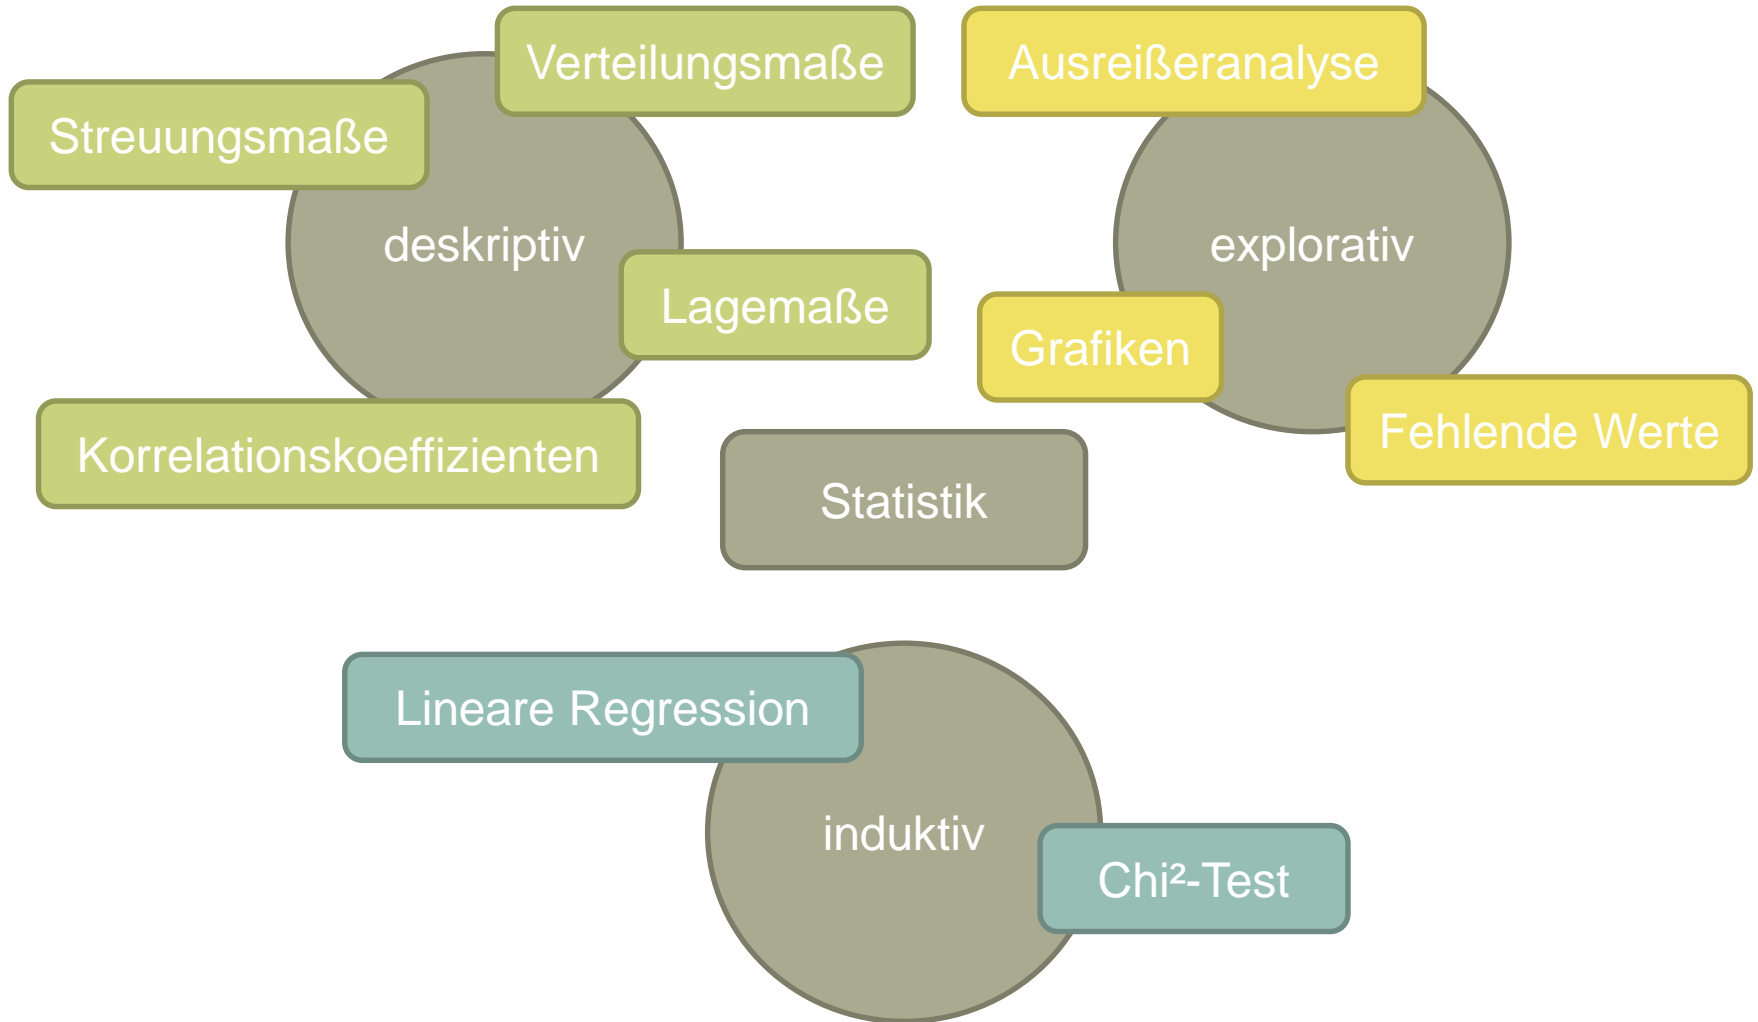 Verteilungsmaße
Streuungsmaße
deskriptiv
Lagemaße
Korrelationskoeffizienten
Ausreißeranalyse
explorativ
Grafiken
Fehlende Werte
Statistik
Lineare Regression
induktiv
Chi²-Test